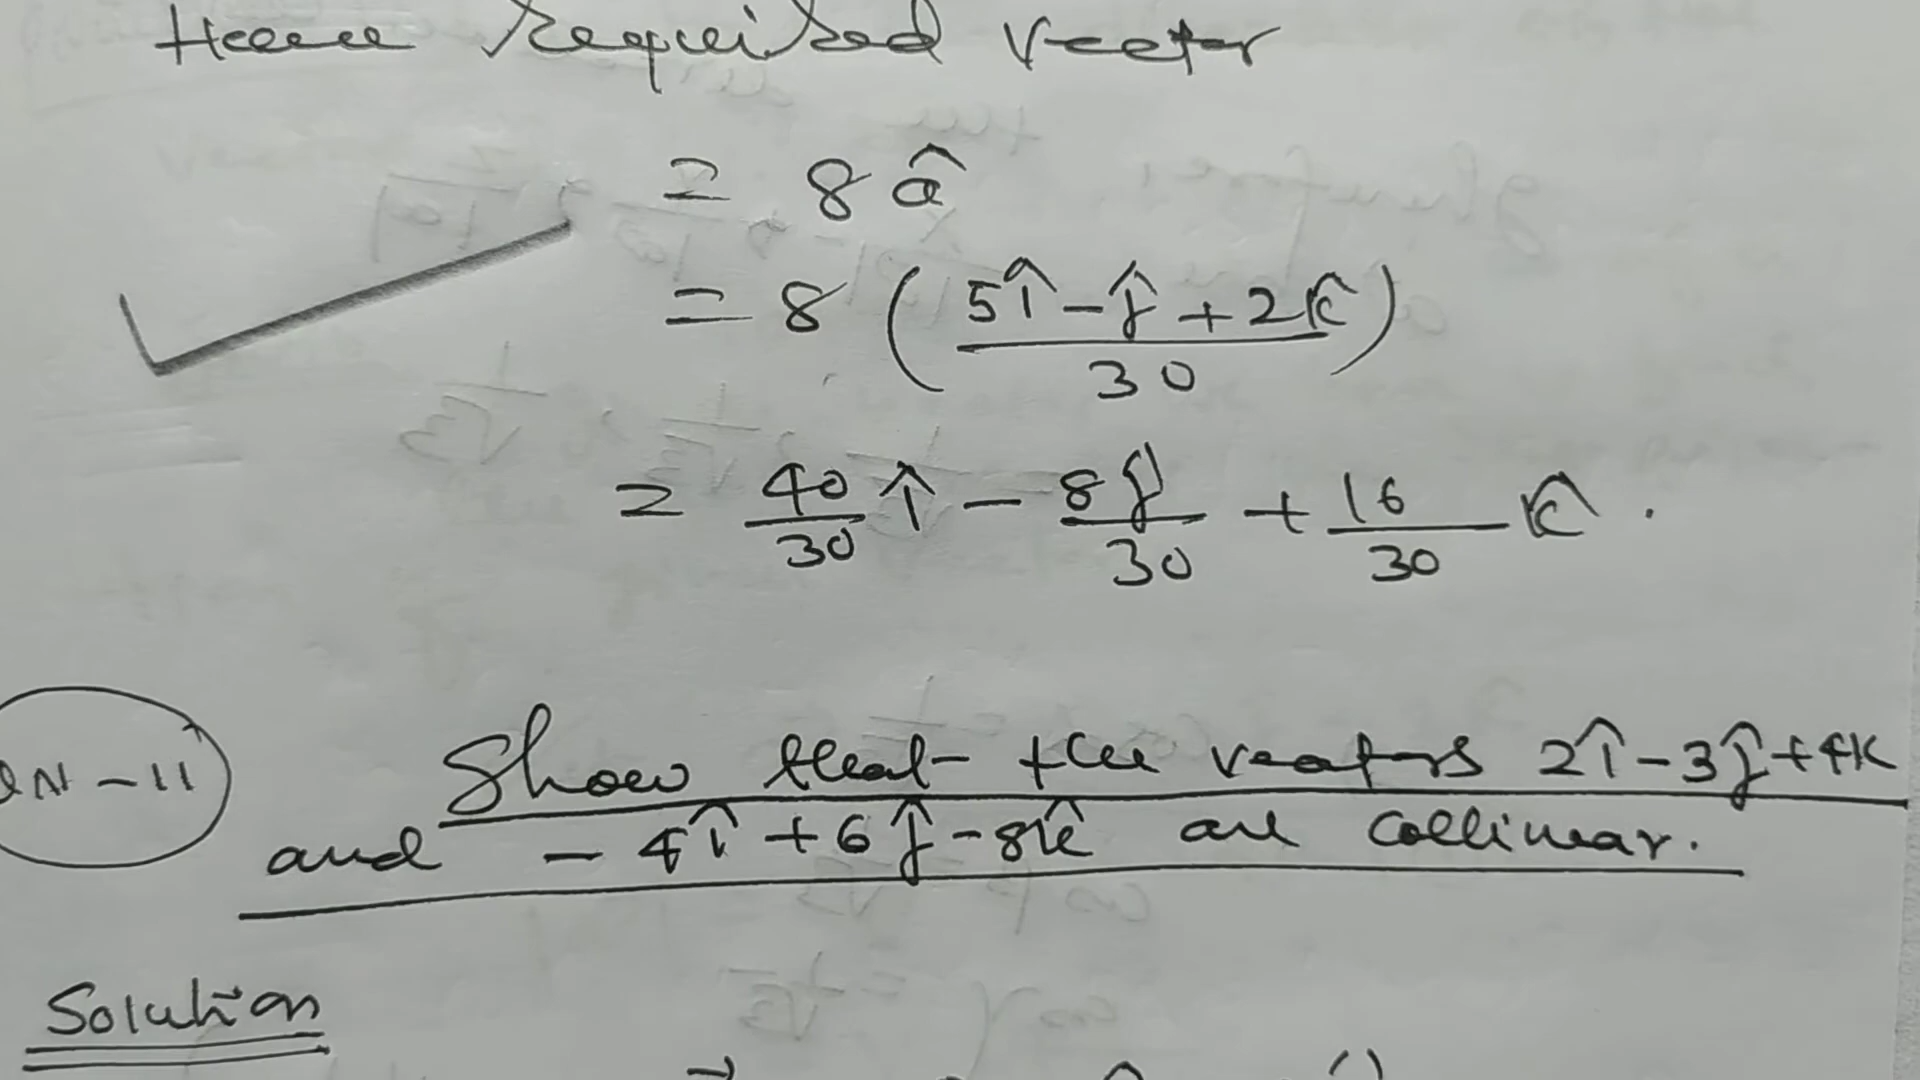 Hence required vector
= 8 â
= 8 ( 5î - ĵ + 2k̂ / 30 )
= 40/30 î - 8ĵ/30 + 16/30 k̂ .
QN - 11
Show that the vectors 2î - 3ĵ + 4k
and - 4î + 6ĵ - 8k̂ are collinear.
Solution